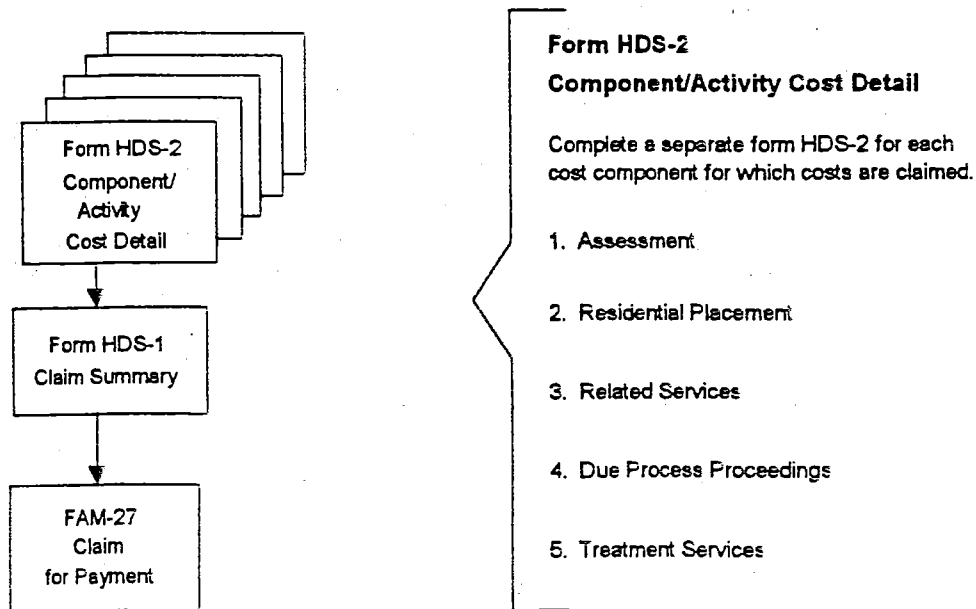 Form HDS-2
Component/
Activity
Cost Detail
Form HDS-1
Claim Summary
FAM-27
Claim
for Payment
Form HDS-2
Component/Activity Cost Detail
Complete a separate form HDS-2 for each
cost component for which costs are claimed.
1. Assessment
2. Residential Placement
3. Related Services
4. Due Process Proceedings
5. Treatment Services